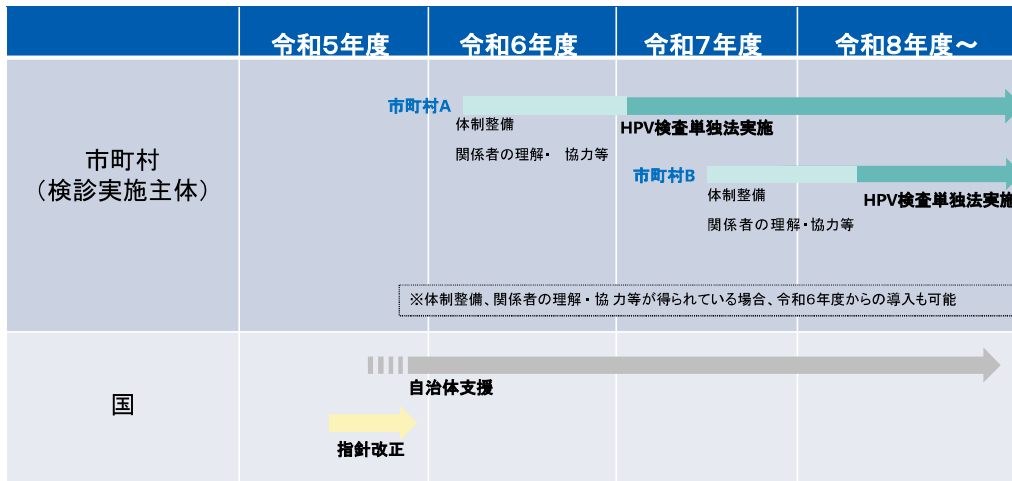 令和5年度 令和6年度 令和7年度 令和8年度～
市町村
（検診実施主体）
市町村A
体制整備
関係者の理解・　協力等
HPV検査単独法実施
市町村B
体制整備
関係者の理解・協力等
HPV検査単独法実施
※体制整備、関係者の理解・協力等が得られている場合、令和6年度からの導入も可能
国
自治体支援
指針改正